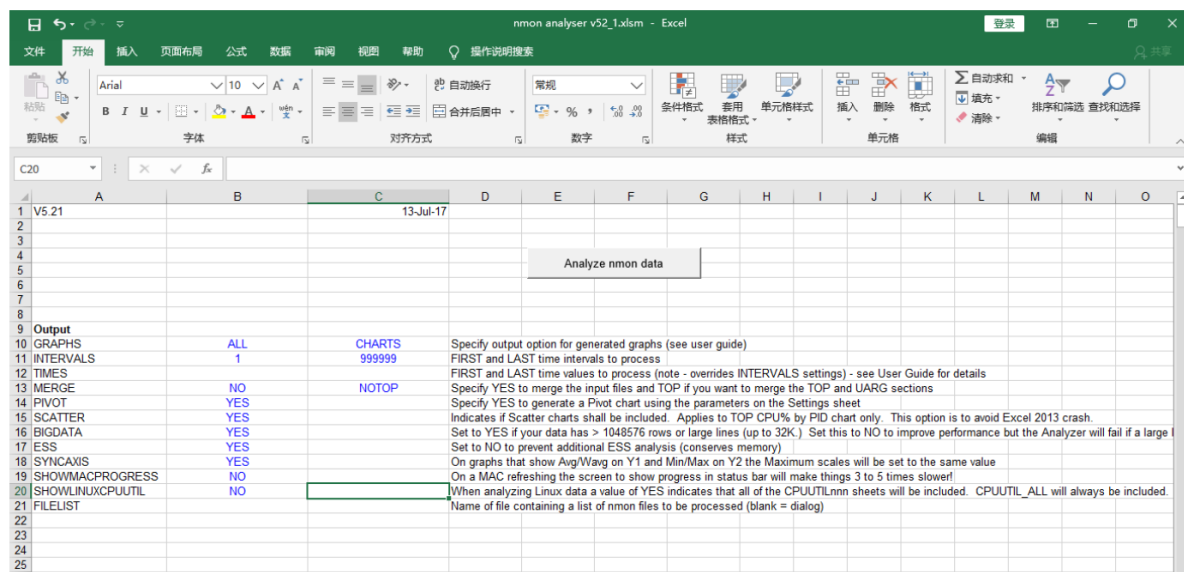 nmon analyser v52_1.xlsm - Excel
登录
文件 开始 插入 页面布局 公式 数据 审阅 视图 帮助 操作说明搜索 共享
Arial 10 A A 自动换行 常规 自动求和
粘贴 B I U A wén 合并后居中 % 条件格式 套用 表格格式 单元格样式 插入 删除 格式 填充 清除 排序和筛选 查找和选择
剪贴板 字体 对齐方式 数字 样式 单元格 编辑
C20 fx
A B C D E F G H I J K L M N O
1 V5.21 13-Jul-17
2
3
4
Analyze nmon data
5
6
7
8
9 Output
10 GRAPHS ALL CHARTS Specify output option for generated graphs (see user guide)
11 INTERVALS 1 999999 FIRST and LAST time intervals to process
12 TIMES FIRST and LAST time values to process (note - overrides INTERVALS settings) - see User Guide for details
13 MERGE NO NOTOP Specify YES to merge the input files and TOP if you want to merge the TOP and UARG sections
14 PIVOT YES Specify YES to generate a Pivot chart using the parameters on the Settings sheet
15 SCATTER YES Indicates if Scatter charts shall be included. Applies to TOP CPU% by PID chart only. This option is to avoid Excel 2013 crash.
16 BIGDATA YES Set to YES if your data has > 1048576 rows or large lines (up to 32K.) Set this to NO to improve performance but the Analyzer will fail if a large l
17 ESS YES Set to NO to prevent additional ESS analysis (conserves memory)
18 SYNCAXIS YES On graphs that show Avg/Wavg on Y1 and Min/Max on Y2 the Maximum scales will be set to the same value
19 SHOWMACPROGRESS NO On a MAC refreshing the screen to show progress in status bar will make things 3 to 5 times slower!
20 SHOWLINUXCPUUTIL NO When analyzing Linux data a value of YES indicates that all of the CPUUTILnnn sheets will be included. CPUUTIL_ALL will always be included.
21 FILELIST Name of file containing a list of nmon files to be processed (blank = dialog)
22
23
24
25